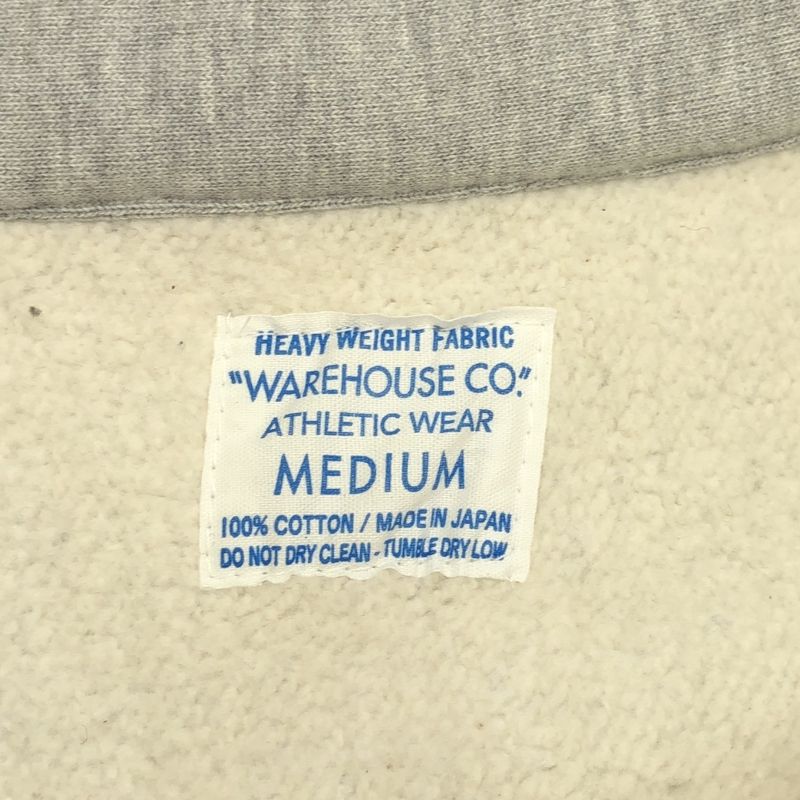 HEAVY WEIGHT FABRIC
"WAREHOUSE CO."
ATHLETIC WEAR
MEDIUM
100% COTTON / MADE IN JAPAN
DO NOT DRY CLEAN - TUMBLE DRY LOW